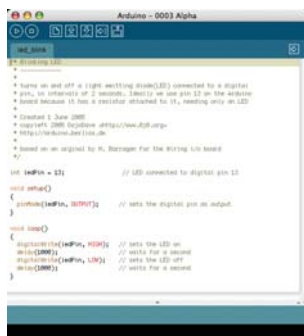 Arduino - 0003 Alpha
led_blink
/* Blinking LED
* ------------
*
* turns on and off a light emitting diode(LED) connected to a digital
* pin, in intervals of 2 seconds. Ideally we use pin 13 on the Arduino
* board because it has a resistor attached to it, needing only an LED
*
* Created 1 June 2005
* copyleft 2005 DojoDave
* http://arduino.berlios.de
*
* based on an orginal by H. Barragan for the Wiring i/o board
*/
int ledPin = 13; // LED connected to digital pin 13
void setup()
{
pinMode(ledPin, OUTPUT); // sets the digital pin as output
}
void loop()
{
digitalWrite(ledPin, HIGH); // sets the LED on
delay(1000); // waits for a second
digitalWrite(ledPin, LOW); // sets the LED off
delay(1000); // waits for a second
}